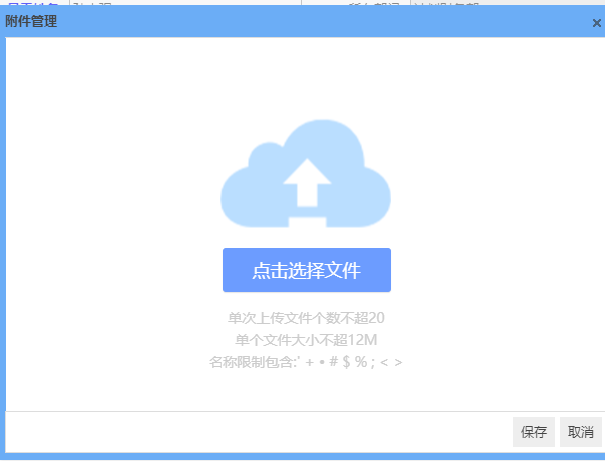 附件管理
×
点击选择文件
单次上传文件个数不超20
单个文件大小不超12M
名称限制包含:' + • # $ % ; < >
保存 取消